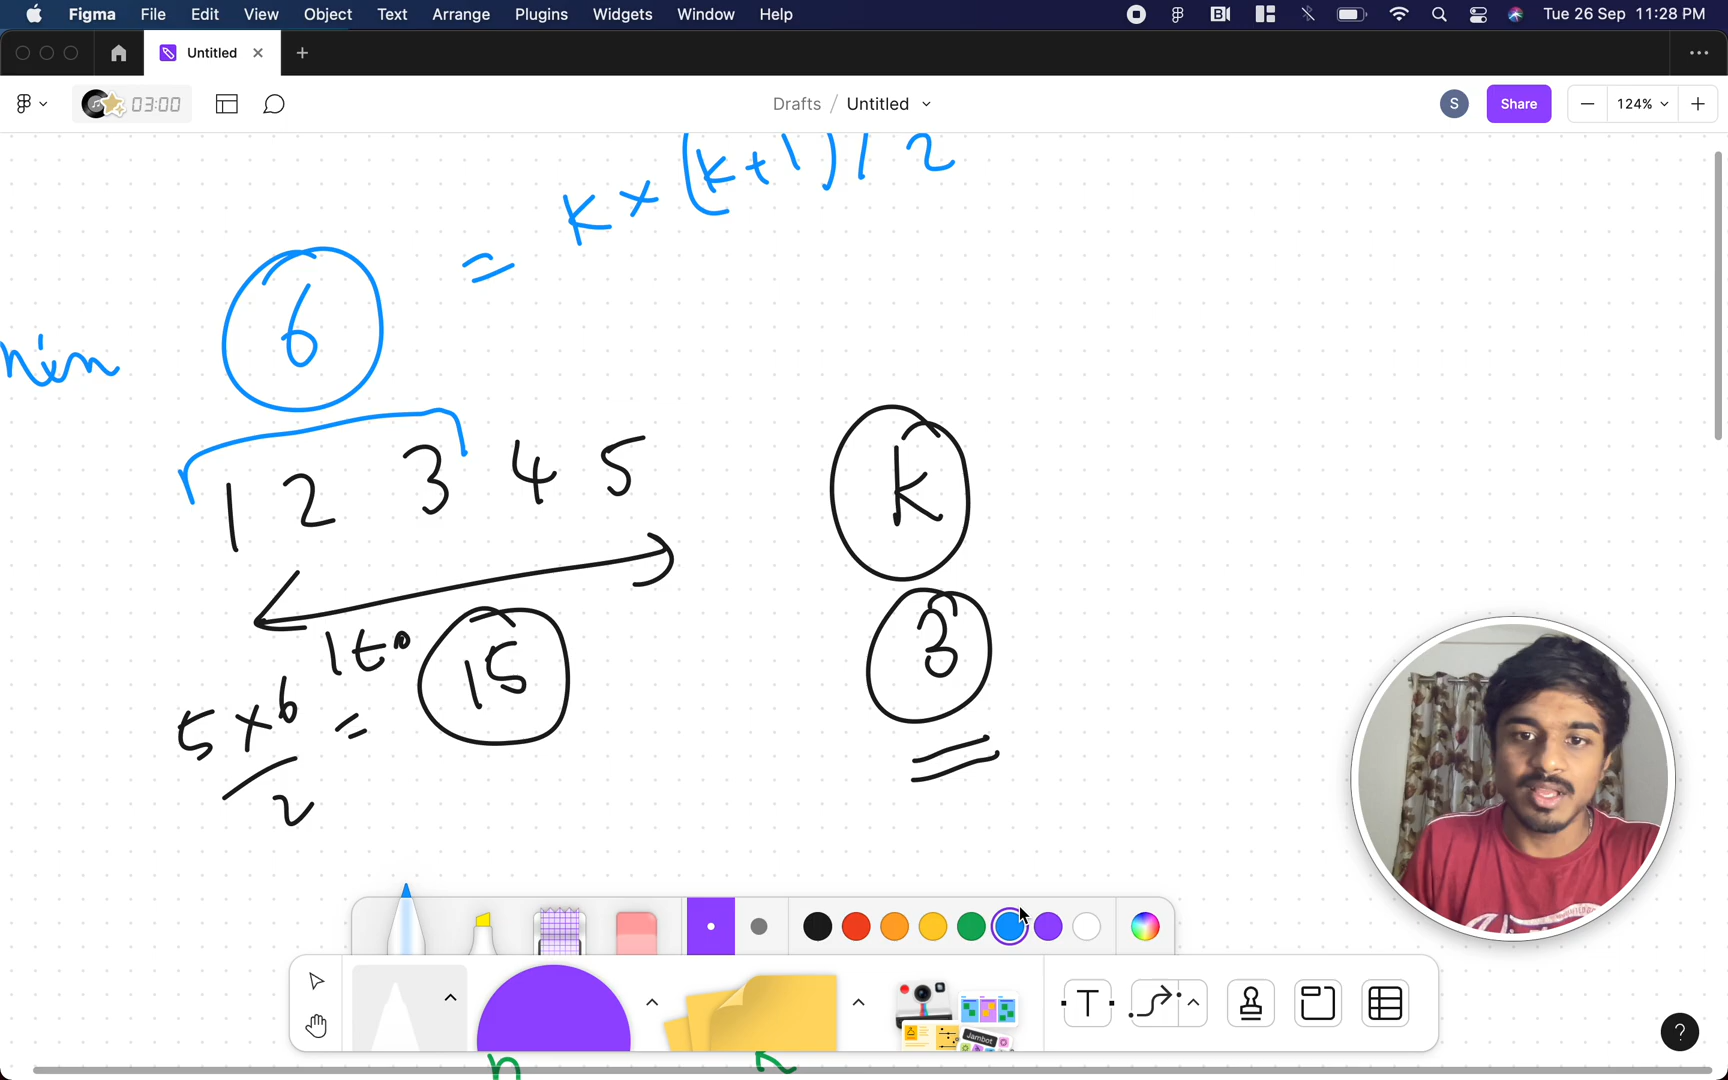 Figma File Edit View Object Text Arrange Plugins Widgets Window Help Tue 26 Sep 11:28 PM
Untitled
03:00 Drafts / Untitled S Share 124%
= k × (k+1) / 2
6
1 2 3 4 5
k
1 to 15
3
5 × 6 =
2
T
Jambot
n
?